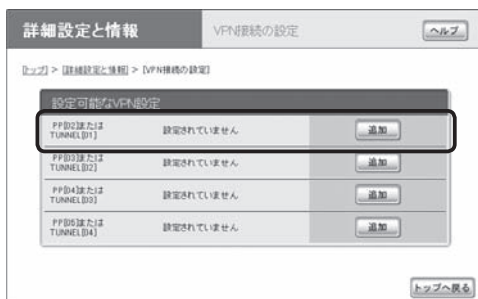 詳細設定と情報
VPN接続の設定
ヘルプ
[トップ] > [詳細設定と情報] > [VPN接続の設定]
設定可能なVPN設定
PP[02]または
TUNNEL[01]
設定されていません
追加
PP[03]または
TUNNEL[02]
設定されていません
追加
PP[04]または
TUNNEL[03]
設定されていません
追加
PP[05]または
TUNNEL[04]
設定されていません
追加
トップへ戻る